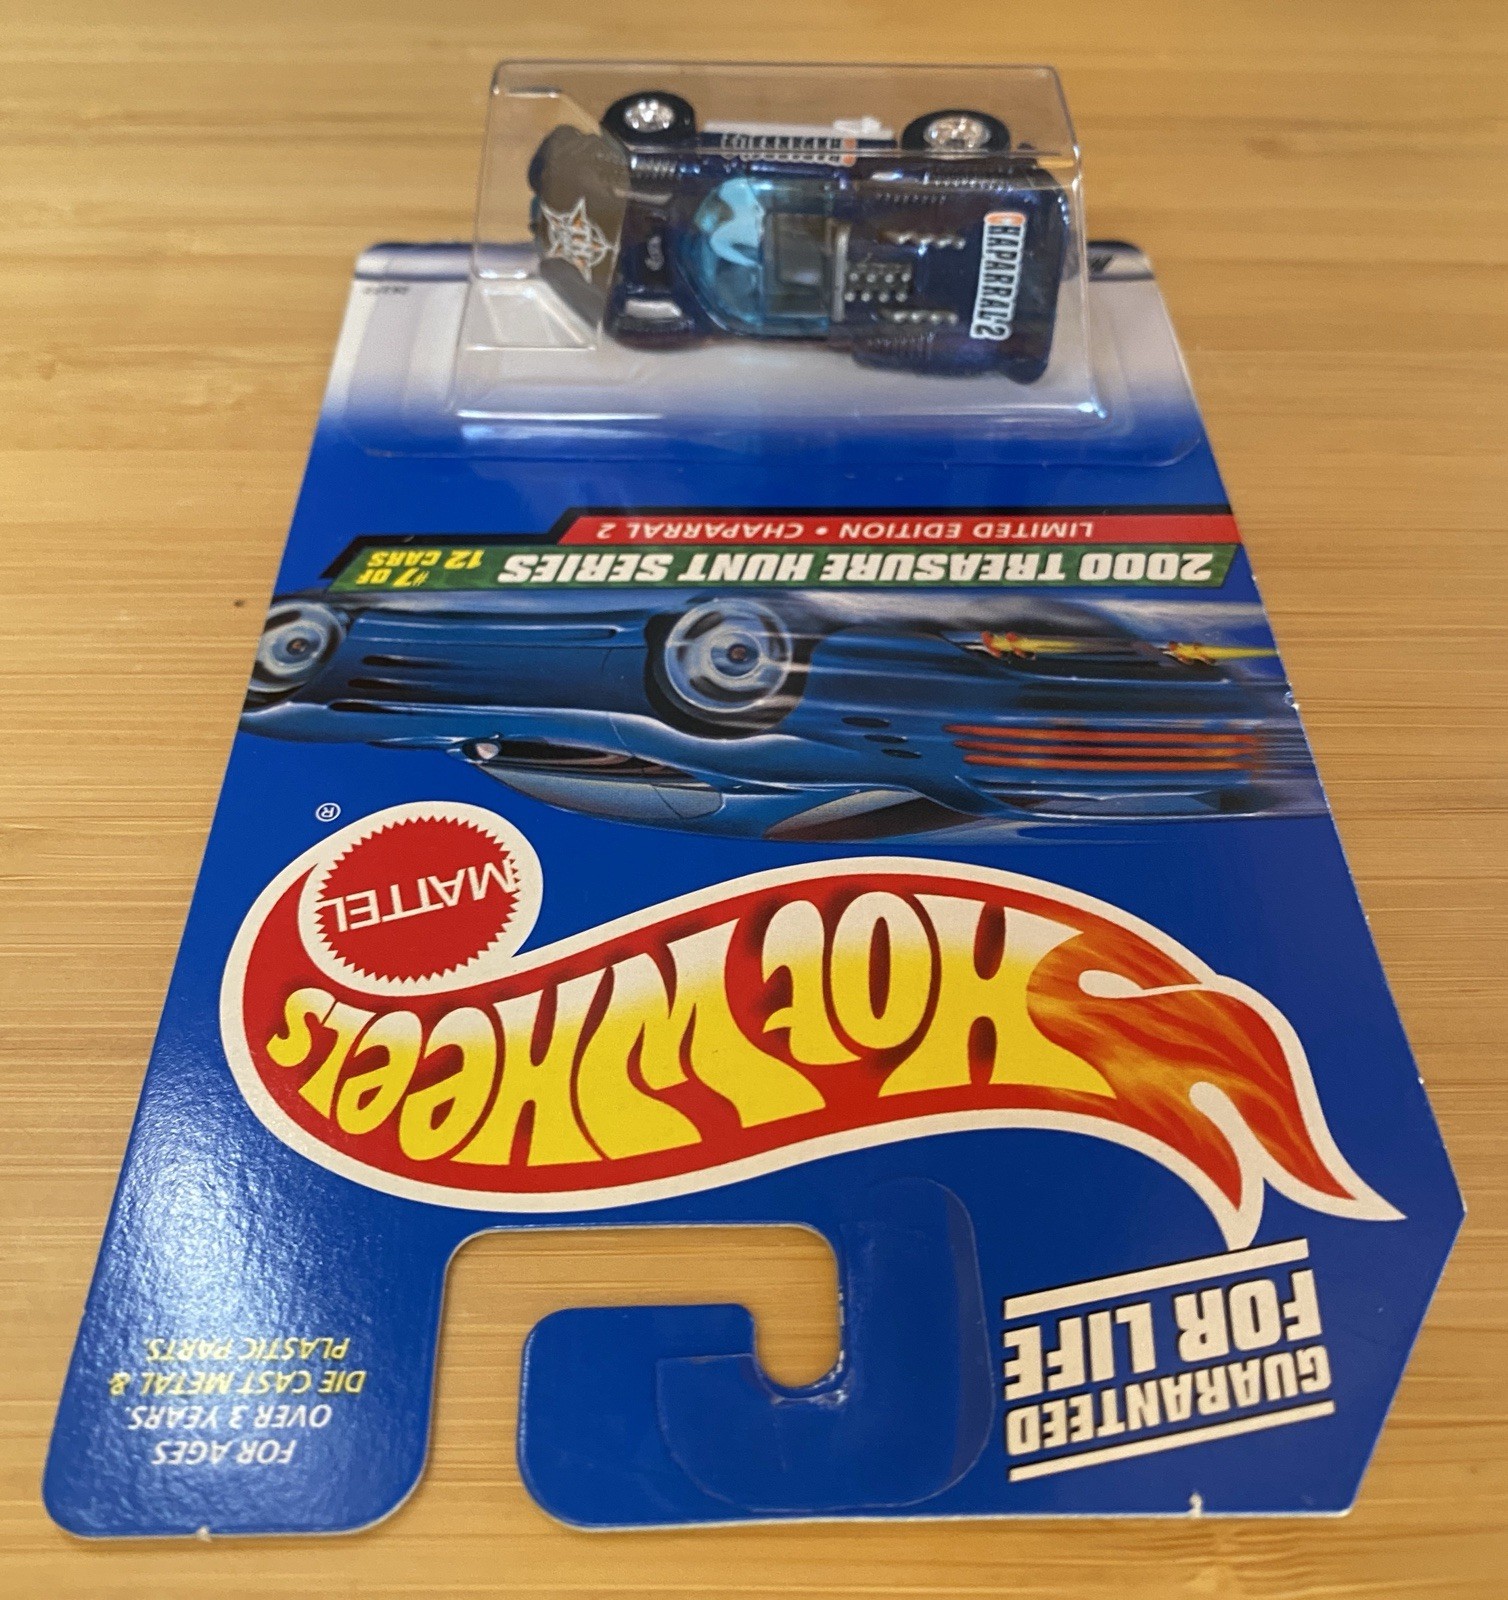 GUARANTEED
FOR LIFE
FOR AGES
OVER 3 YEARS.
DIE CAST METAL &
PLASTIC PARTS.
HOT WHEELS
MATTEL
®
2000 TREASURE HUNT SERIES
#7 OF
12 CARS
LIMITED EDITION • CHAPARRAL 2
CHAPARRAL 2
TH